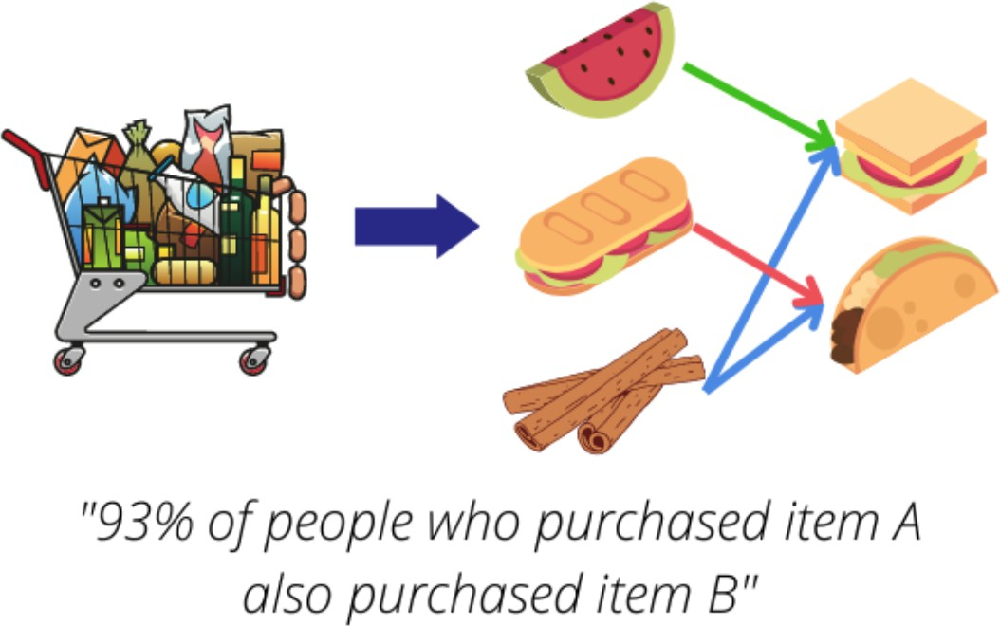 "93% of people who purchased item A
also purchased item B"